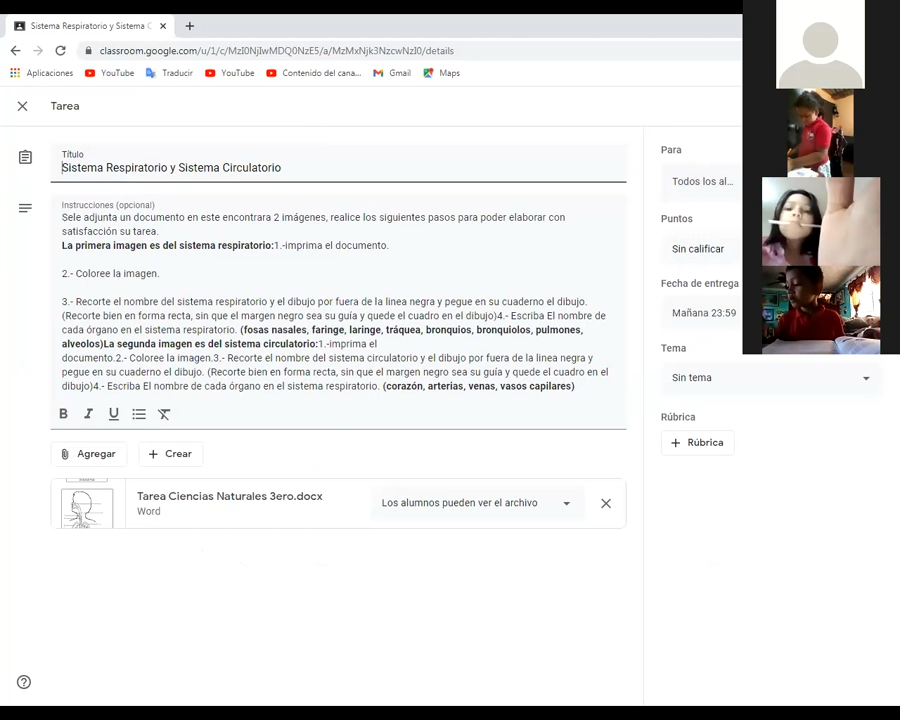 Sistema Respiratorio y Sistema C
classroom.google.com/u/1/c/MzI0NjIwMDQ0NzE5/a/MzMxNjk3NzcwNzI0/details
Aplicaciones YouTube Traducir YouTube Contenido del cana... Gmail Maps
Tarea
Título
Sistema Respiratorio y Sistema Circulatorio
Instrucciones (opcional)
Sele adjunta un documento en este encontrara 2 imágenes, realice los siguientes pasos para poder elaborar con
satisfacción su tarea.
La primera imagen es del sistema respiratorio:1.-imprima el documento.
2.- Coloree la imagen.
3.- Recorte el nombre del sistema respiratorio y el dibujo por fuera de la linea negra y pegue en su cuaderno el dibujo.
(Recorte bien en forma recta, sin que el margen negro sea su guía y quede el cuadro en el dibujo)4.- Escriba El nombre de
cada órgano en el sistema respiratorio. (fosas nasales, faringe, laringe, tráquea, bronquios, bronquiolos, pulmones,
alveolos)La segunda imagen es del sistema circulatorio:1.-imprima el
documento.2.- Coloree la imagen.3.- Recorte el nombre del sistema circulatorio y el dibujo por fuera de la linea negra y
pegue en su cuaderno el dibujo. (Recorte bien en forma recta, sin que el margen negro sea su guía y quede el cuadro en el
dibujo)4.- Escriba El nombre de cada órgano en el sistema respiratorio. (corazón, arterias, venas, vasos capilares)
B I U
Agregar
Crear
Tarea Ciencias Naturales 3ero.docx
Word
Los alumnos pueden ver el archivo
Para
Todos los al...
Puntos
Sin calificar
Fecha de entrega
Mañana 23:59
Tema
Sin tema
Rúbrica
Rúbrica